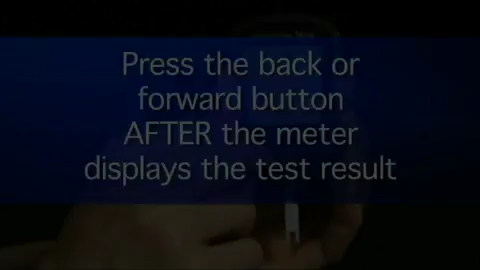 Press the back or
forward button
AFTER the meter
displays the test result